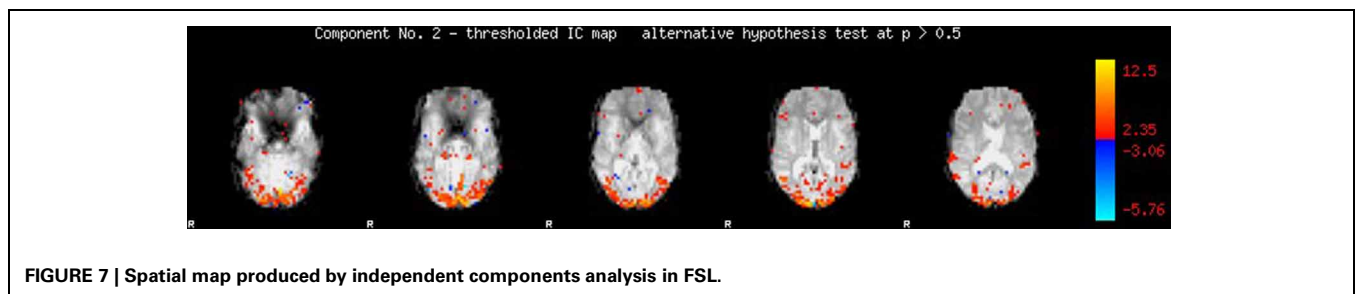 Component No. 2 - thresholded IC map   alternative hypothesis test at p > 0.5
12.5
2.35
-3.06
-5.76
R R R R R
FIGURE 7 | Spatial map produced by independent components analysis in FSL.